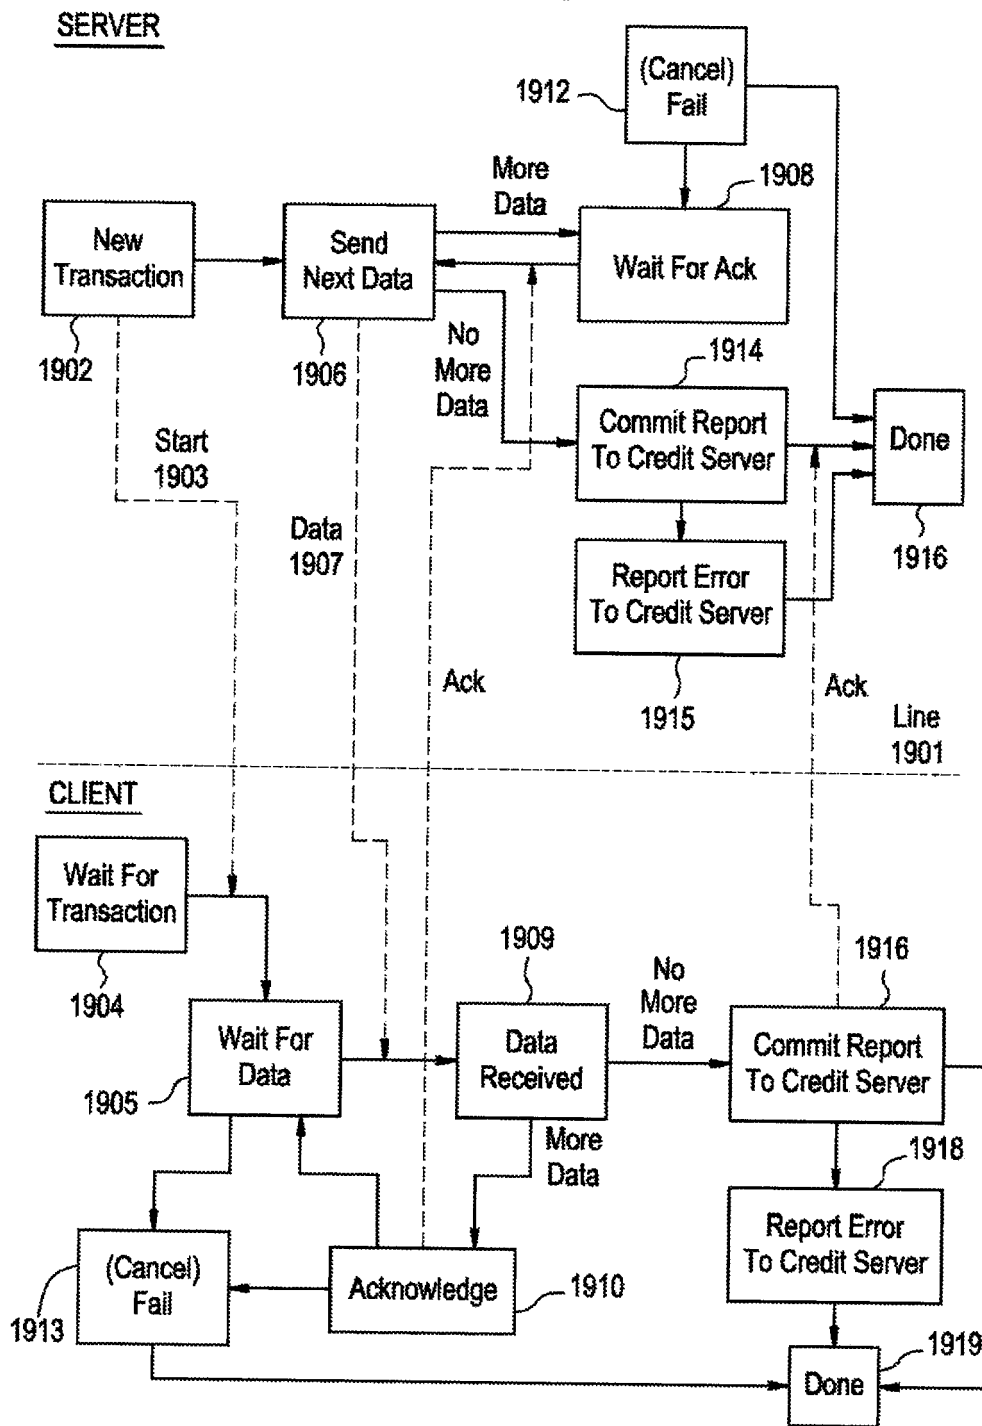 SERVER
(Cancel)
Fail
1912
More
Data
1908
New
Transaction
Send
Next Data
Wait For Ack
1902
1906
No
More
Data
1914
Commit Report
To Credit Server
Done
Start
1903
Data
1907
1916
Report Error
To Credit Server
Ack
1915
Ack
Line
1901
CLIENT
Wait For
Transaction
1904
1909
No
More
Data
1916
Wait For
Data
Data
Received
Commit Report
To Credit Server
1905
More
Data
1918
(Cancel)
Fail
Acknowledge
1910
Report Error
To Credit Server
1913
1919
Done